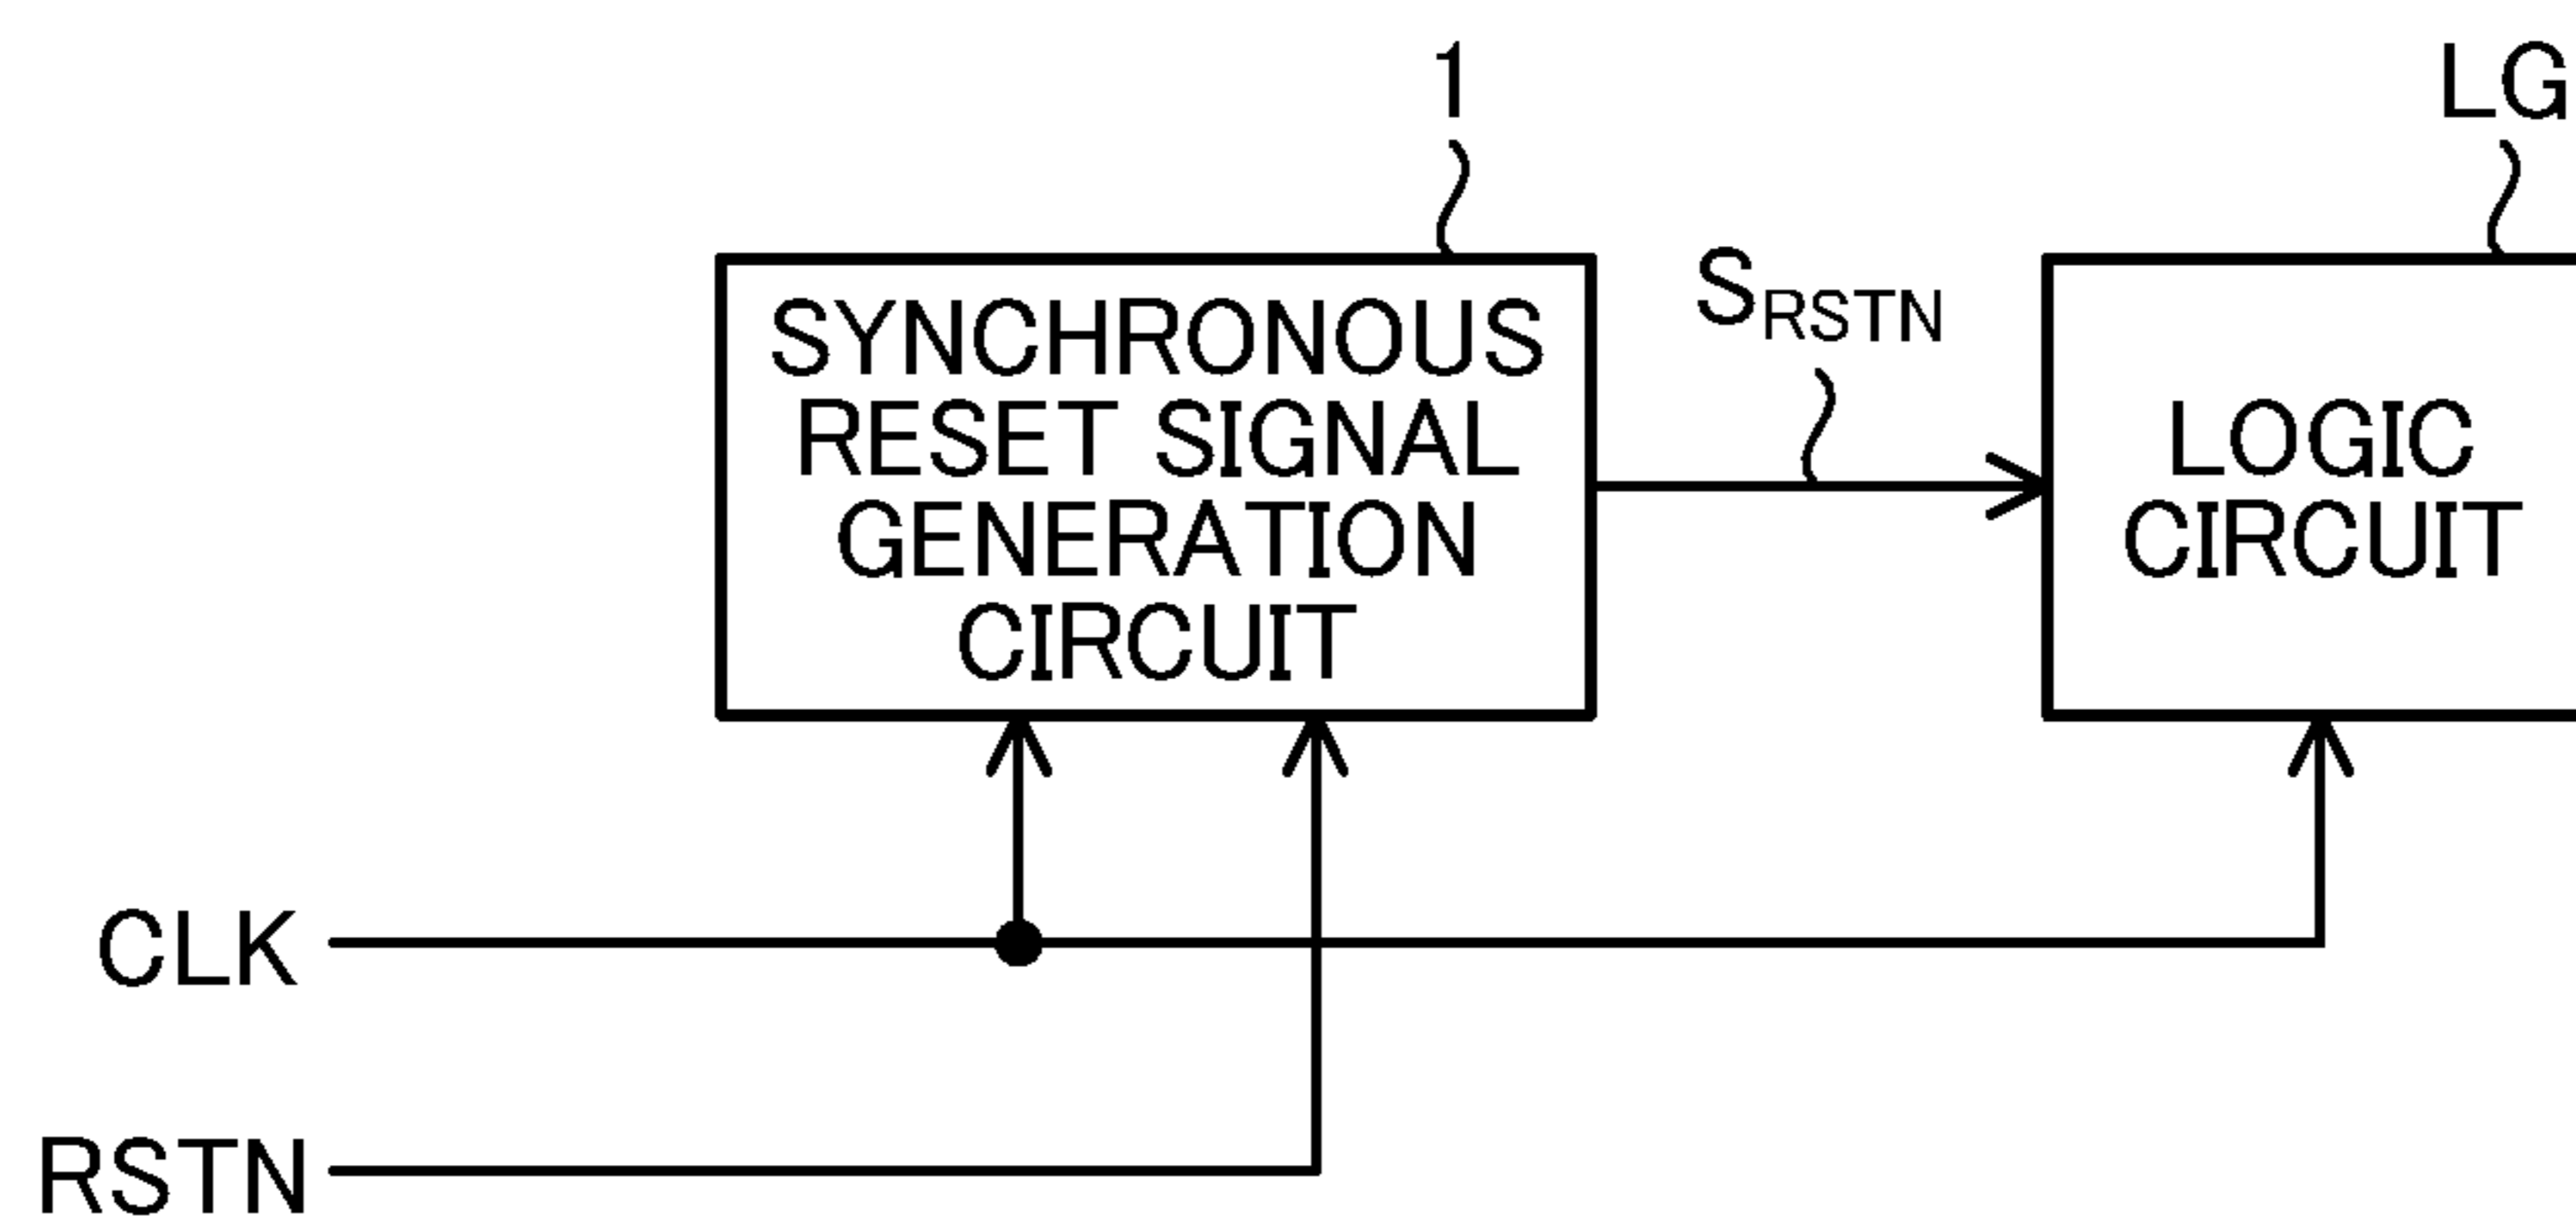 1
LG
SYNCHRONOUS
RESET SIGNAL
GENERATION
CIRCUIT
SRSTN
LOGIC
CIRCUIT
CLK
RSTN